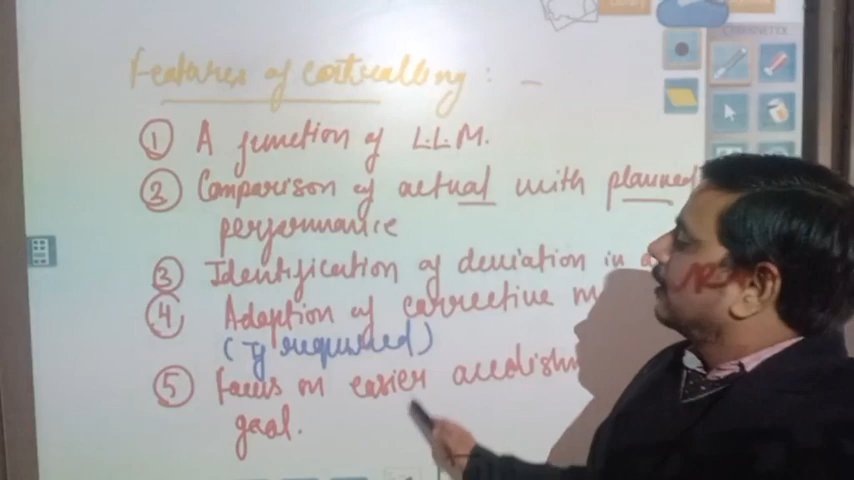 Features of controlling : -
① A function of L.L.M.
② Comparison of actual with planned
performance
③ Identification of deviation in
④ Adoption of corrective
(If required)
⑤ Focus on easier
goal.